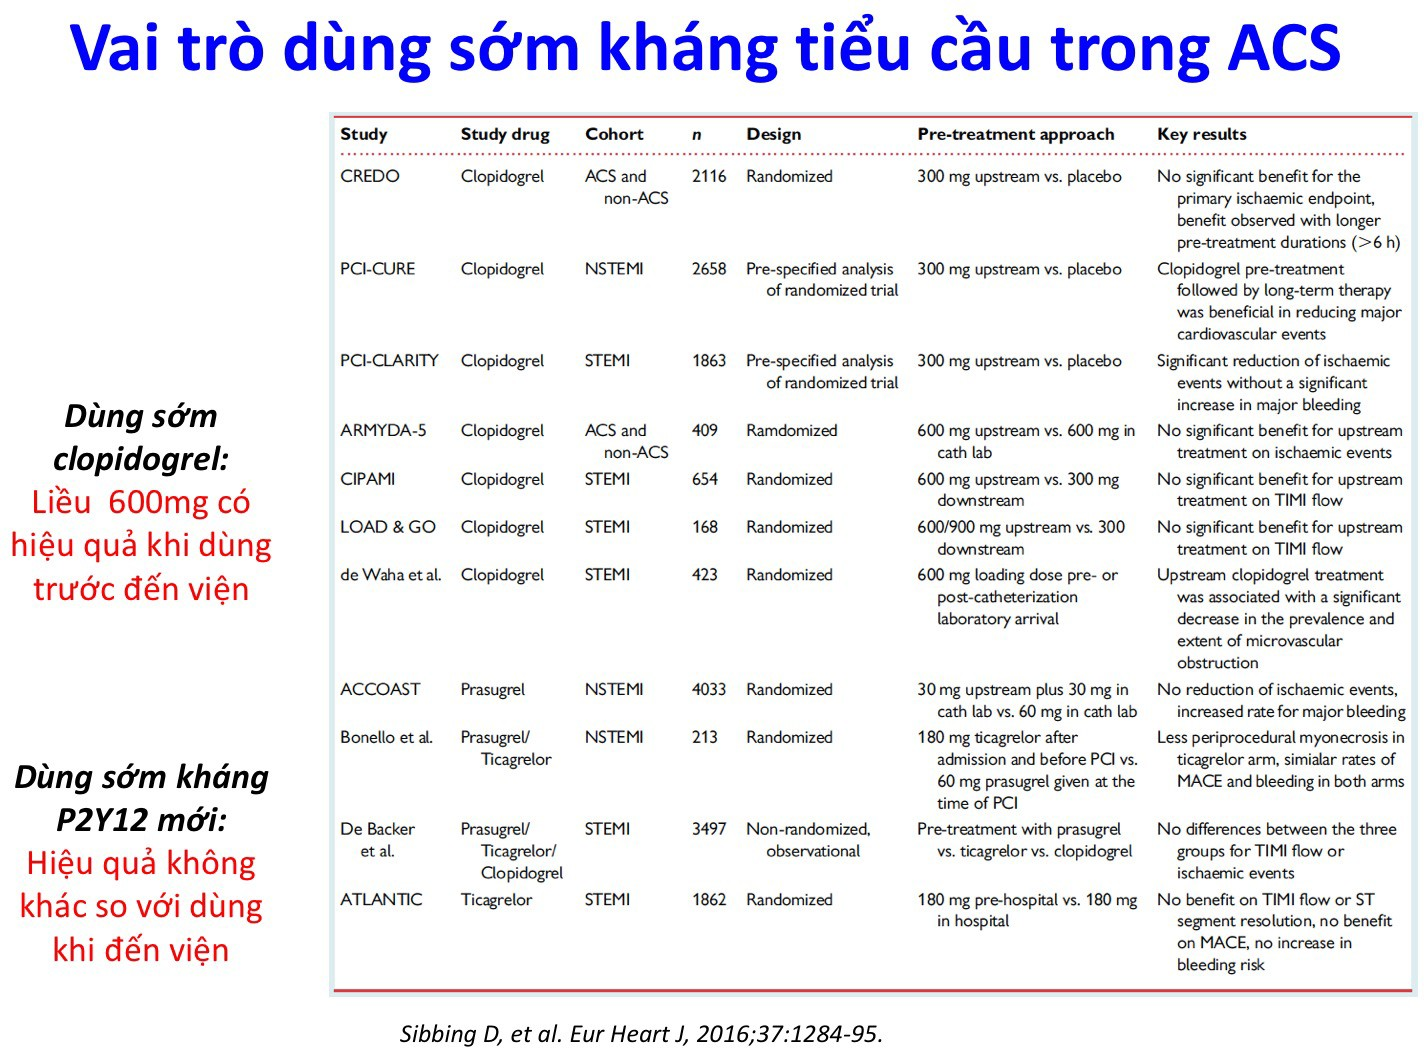 Vai trò dùng sớm kháng tiểu cầu trong ACS
Study Study drug Cohort n Design Pre-treatment approach Key results
CREDO Clopidogrel ACS and 2116 Randomized 300 mg upstream vs. placebo No significant benefit for the
non-ACS primary ischaemic endpoint,
benefit observed with longer
pre-treatment durations (>6 h)
PCI-CURE Clopidogrel NSTEMI 2658 Pre-specified analysis 300 mg upstream vs. placebo Clopidogrel pre-treatment
of randomized trial followed by long-term therapy
was beneficial in reducing major
cardiovascular events
PCI-CLARITY Clopidogrel STEMI 1863 Pre-specified analysis 300 mg upstream vs. placebo Significant reduction of ischaemic
of randomized trial events without a significant
increase in major bleeding
ARMYDA-5 Clopidogrel ACS and 409 Ramdomized 600 mg upstream vs. 600 mg in No significant benefit for upstream
non-ACS cath lab treatment on ischaemic events
CIPAMI Clopidogrel STEMI 654 Randomized 600 mg upstream vs. 300 mg No significant benefit for upstream
downstream treatment on TIMI flow
LOAD & GO Clopidogrel STEMI 168 Randomized 600/900 mg upstream vs. 300 No significant benefit for upstream
downstream treatment on TIMI flow
de Waha et al. Clopidogrel STEMI 423 Randomized 600 mg loading dose pre- or Upstream clopidogrel treatment
post-catheterization was associated with a significant
laboratory arrival decrease in the prevalence and
extent of microvascular
obstruction
ACCOAST Prasugrel NSTEMI 4033 Randomized 30 mg upstream plus 30 mg in No reduction of ischaemic events,
cath lab vs. 60 mg in cath lab increased rate for major bleeding
Bonello et al. Prasugrel/ NSTEMI 213 Randomized 180 mg ticagrelor after Less periprocedural myonecrosis in
Ticagrelor admission and before PCI vs. ticagrelor arm, simialar rates of
60 mg prasugrel given at the MACE and bleeding in both arms
time of PCI
De Backer Prasugrel/ STEMI 3497 Non-randomized, Pre-treatment with prasugrel No differences between the three
et al. Ticagrelor/ observational vs. ticagrelor vs. clopidogrel groups for TIMI flow or
Clopidogrel ischaemic events
ATLANTIC Ticagrelor STEMI 1862 Randomized 180 mg pre-hospital vs. 180 mg No benefit on TIMI flow or ST
in hospital segment resolution, no benefit
on MACE, no increase in
bleeding risk
Dùng sớm
clopidogrel:
Liều 600mg có
hiệu quả khi dùng
trước đến viện
Dùng sớm kháng
P2Y12 mới:
Hiệu quả không
khác so với dùng
khi đến viện
Sibbing D, et al. Eur Heart J, 2016;37:1284-95.